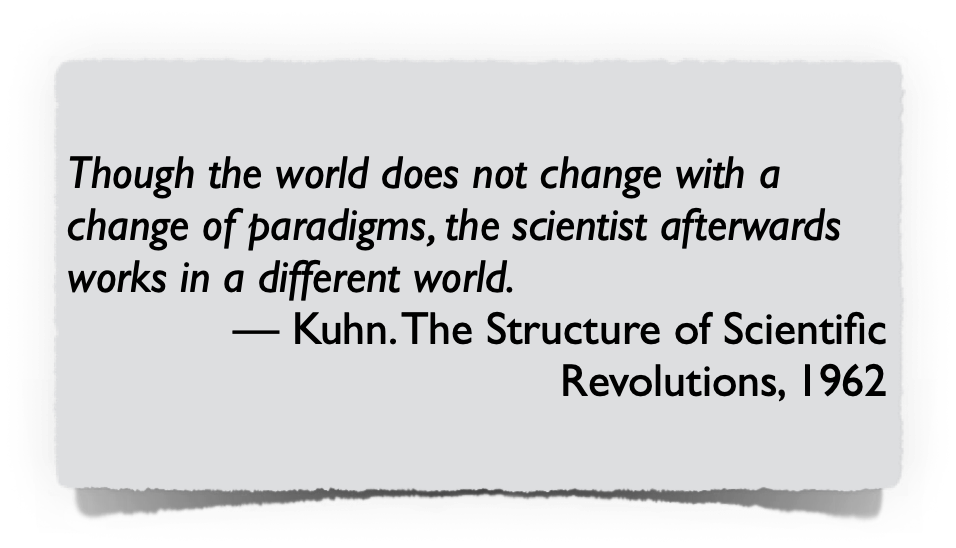 Though the world does not change with a
change of paradigms, the scientist afterwards
works in a different world.
— Kuhn. The Structure of Scientific
Revolutions, 1962